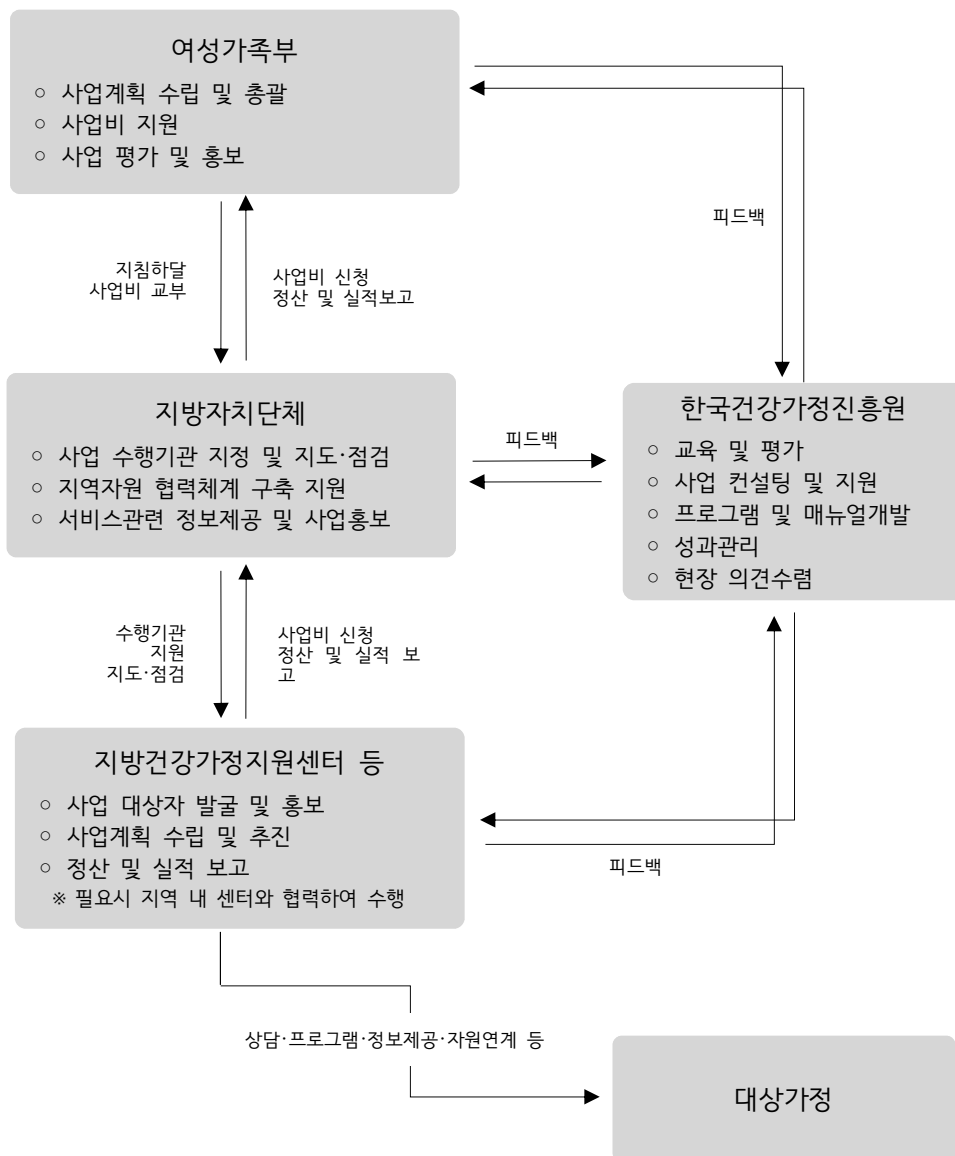 여성가족부
○ 사업계획 수립 및 총괄
○ 사업비 지원
○ 사업 평가 및 홍보
피드백
지침하달
사업비 교부
사업비 신청
정산 및 실적보고
지방자치단체
○ 사업 수행기관 지정 및 지도·점검
○ 지역자원 협력체계 구축 지원
○ 서비스관련 정보제공 및 사업홍보
피드백
한국건강가정진흥원
○ 교육 및 평가
○ 사업 컨설팅 및 지원
○ 프로그램 및 매뉴얼개발
○ 성과관리
○ 현장 의견수렴
수행기관
지원
지도·점검
사업비 신청
정산 및 실적 보
고
지방건강가정지원센터 등
○ 사업 대상자 발굴 및 홍보
○ 사업계획 수립 및 추진
○ 정산 및 실적 보고
※ 필요시 지역 내 센터와 협력하여 수행
피드백
상담·프로그램·정보제공·자원연계 등
대상가정